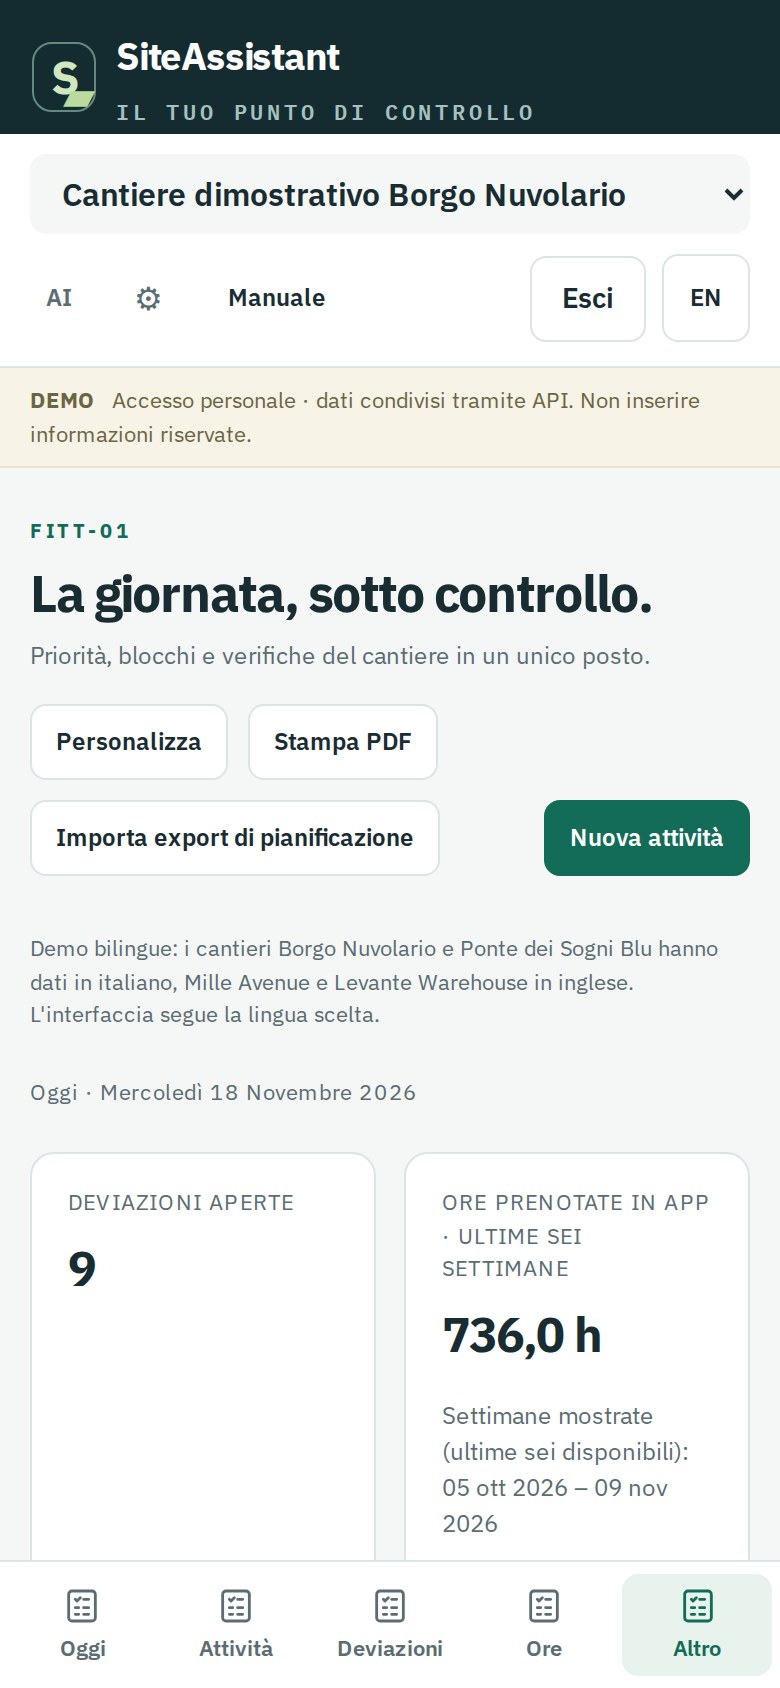 S
SiteAssistant
IL TUO PUNTO DI CONTROLLO
Cantiere dimostrativo Borgo Nuvolario
AI
Manuale
Esci
EN
DEMO Accesso personale · dati condivisi tramite API. Non inserire
informazioni riservate.
FITT-01
La giornata, sotto controllo.
Priorità, blocchi e verifiche del cantiere in un unico posto.
Personalizza
Stampa PDF
Importa export di pianificazione
Nuova attività
Demo bilingue: i cantieri Borgo Nuvolario e Ponte dei Sogni Blu hanno
dati in italiano, Mille Avenue e Levante Warehouse in inglese.
L'interfaccia segue la lingua scelta.
Oggi · Mercoledì 18 Novembre 2026
DEVIAZIONI APERTE
9
ORE PRENOTATE IN APP
· ULTIME SEI
SETTIMANE
736,0 h
Settimane mostrate
(ultime sei disponibili):
05 ott 2026 – 09 nov
2026
Oggi
Attività
Deviazioni
Ore
Altro